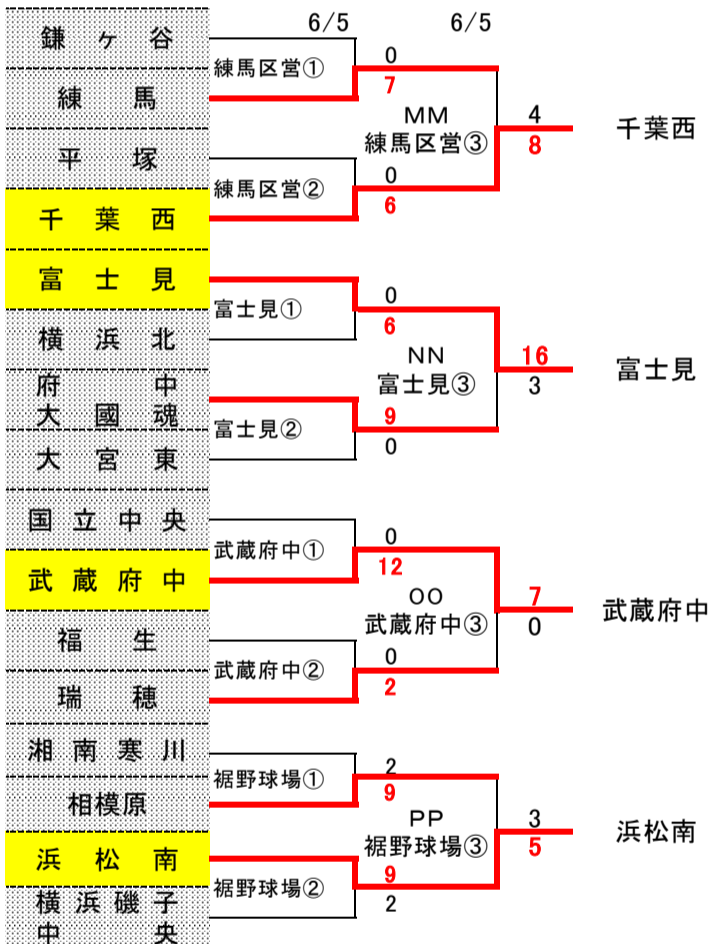 6/5 6/5
鎌ヶ谷
練馬区営①
0
練馬
7
MM
練馬区営③
4
8
千葉西
平塚
練馬区営②
0
千葉西
6
富士見
富士見①
0
横浜北
6
NN
富士見③
16
3
富士見
府中
大國魂
富士見②
9
大宮東
0
国立中央
武蔵府中①
0
武蔵府中
12
OO
武蔵府中③
7
0
武蔵府中
福生
武蔵府中②
0
瑞穂
2
湘南寒川
裾野球場①
2
相模原
9
PP
裾野球場③
3
5
浜松南
浜松南
裾野球場②
9
横浜磯子
中央
2